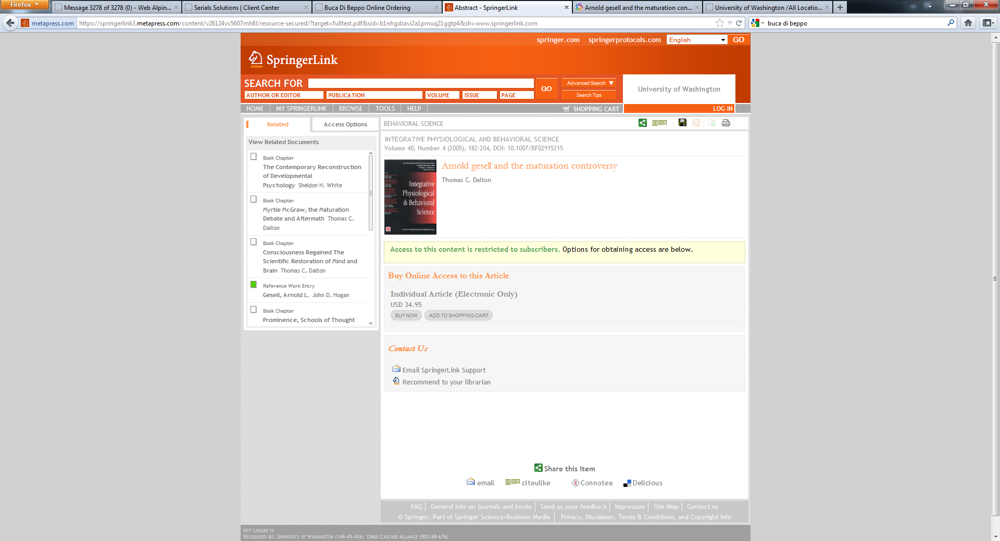 Firefox
Message 3278 of 3278 (0) - Web Alpin...
Serials Solutions | Client Center
Buca Di Beppo Online Ordering
Abstract - SpringerLink
Arnold gesell and the maturation con...
University of Washington /All Locatio...
metapress.com
https://springerlink3.metapress.com/content/v26124vv5607mh8l/resource-secured/?target=fulltext.pdf&sid=b1nhgdzavi2a1pmuq21ggtp4&sh=www.springerlink.com
buca di beppo
springer.com springerprotocols.com English GO
SpringerLink
SEARCH FOR
GO
Advanced Search
AUTHOR OR EDITOR PUBLICATION VOLUME ISSUE PAGE
Search Tips
University of Washington
HOME MY SPRINGERLINK BROWSE TOOLS HELP
SHOPPING CART
LOG IN
Related
Access Options
View Related Documents
Book Chapter
The Contemporary Reconstruction
of Developmental
Psychology Sheldon H. White
Book Chapter
Myrtle McGraw, the Maturation
Debate and Aftermath Thomas C.
Dalton
Book Chapter
Consciousness Regained The
Scientific Restoration of Mind and
Brain Thomas C. Dalton
Reference Work Entry
Gesell, Arnold L. John D. Hogan
Book Chapter
Prominence, Schools of Thought
BEHAVIORAL SCIENCE
INTEGRATIVE PHYSIOLOGICAL AND BEHAVIORAL SCIENCE
Volume 40, Number 4 (2005), 182-204, DOI: 10.1007/BF02915215
Integrative
Physiological
& Behavioral
Science
Arnold gesell and the maturation controversy
Thomas C. Dalton
Access to this content is restricted to subscribers. Options for obtaining access are below.
Buy Online Access to this Article
Individual Article (Electronic Only)
USD 34.95
BUY NOW ADD TO SHOPPING CART
Contact Us
Email SpringerLink Support
Recommend to your librarian
Share this Item
email citeulike Connotea Delicious
FAQ General info on journals and books Send us your feedback Impressum Site Map Contact us
© Springer, Part of Springer Science+Business Media Privacy, Disclaimer, Terms & Conditions, and Copyright Info
Not Logged In
Recognized As: University of Washington (148-45-426) Orbis Cascade Alliance (802-88-676)